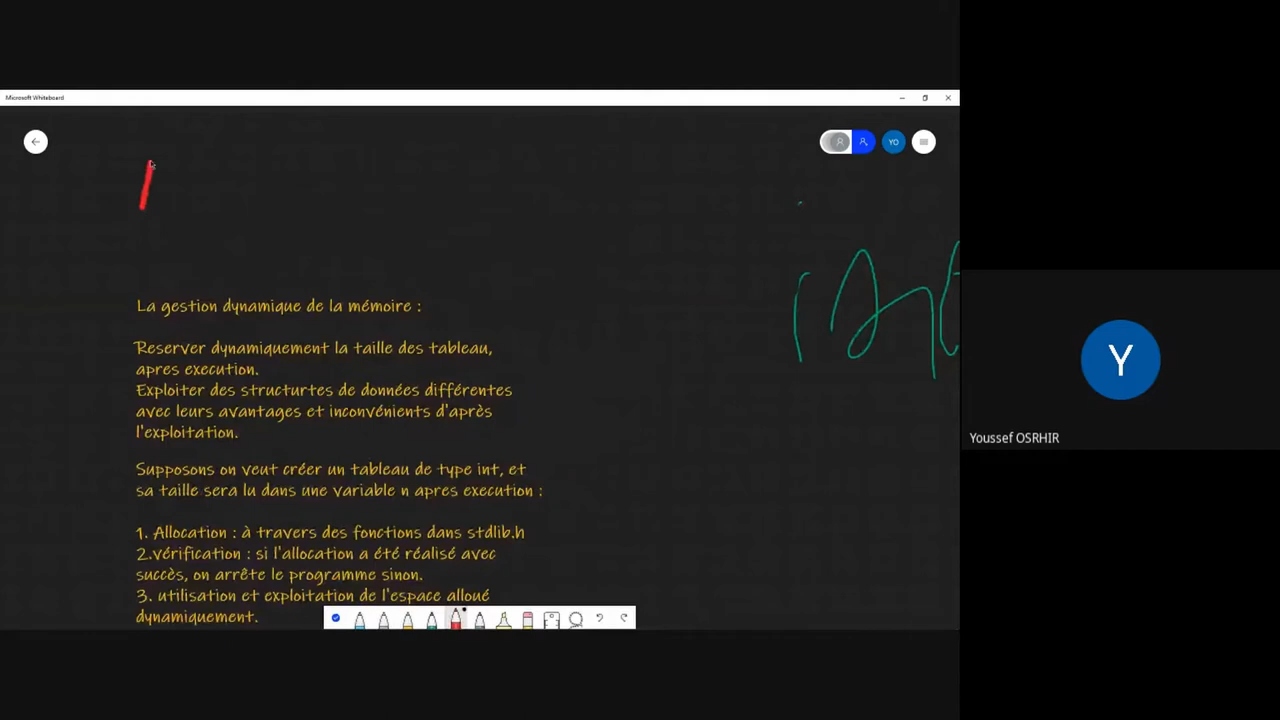 Microsoft Whiteboard
YO
La gestion dynamique de la mémoire :
Reserver dynamiquement la taille des tableau,
apres execution.
Exploiter des structurtes de données différentes
avec leurs avantages et inconvénients d'après
l'exploitation.
Supposons on veut créer un tableau de type int, et
sa taille sera lu dans une variable n apres execution :
1. Allocation : à travers des fonctions dans stdlib.h
2.vérification : si l'allocation a été réalisé avec
succès, on arrête le programme sinon.
3. utilisation et exploitation de l'espace alloué
dynamiquement.
Y
Youssef OSRHIR